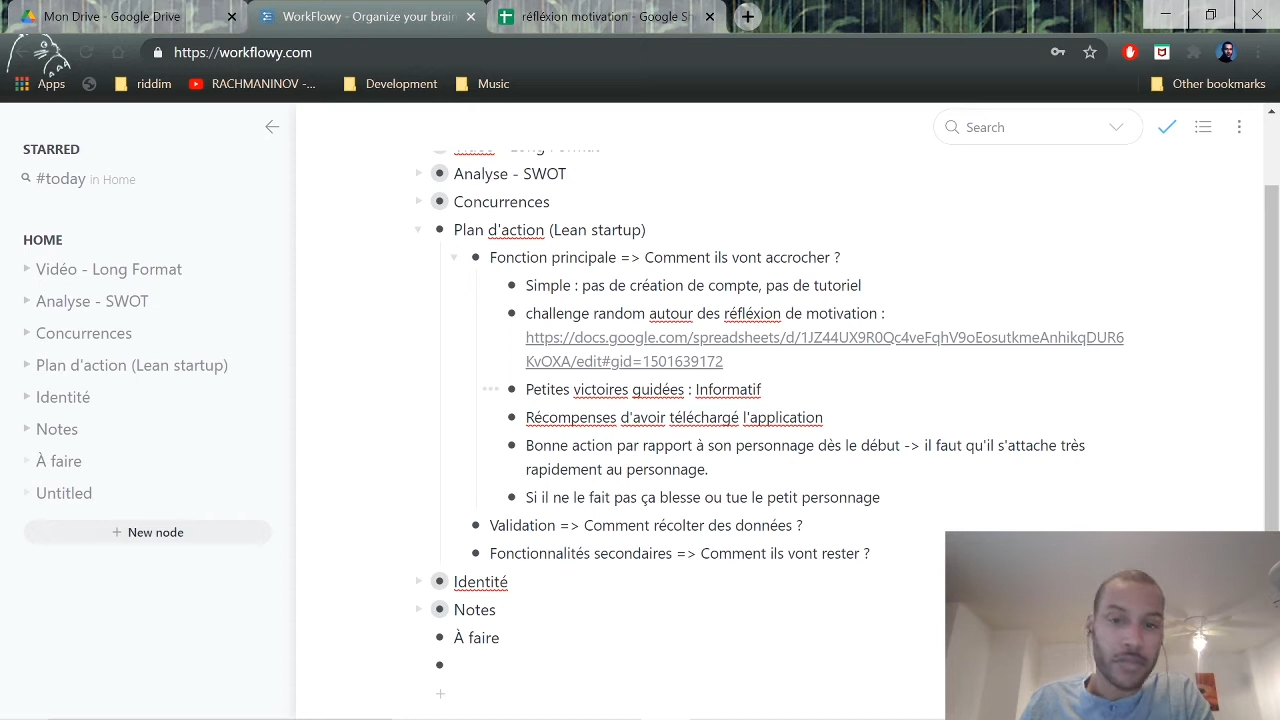 Mon Drive - Google Drive
WorkFlowy - Organize your brain
réfléxion motivation - Google She
https://workflowy.com
Apps
riddim
RACHMANINOV -...
Development
Music
Other bookmarks
STARRED
#today in Home
HOME
Vidéo - Long Format
Analyse - SWOT
Concurrences
Plan d'action (Lean startup)
Identité
Notes
À faire
Untitled
+ New node
Search
Vidéo - Long Format
Analyse - SWOT
Concurrences
Plan d'action (Lean startup)
Fonction principale => Comment ils vont accrocher ?
Simple : pas de création de compte, pas de tutoriel
challenge random autour des réfléxion de motivation :
https://docs.google.com/spreadsheets/d/1JZ44UX9R0Qc4veFqhV9oEosutkmeAnhikqDUR6
KvOXA/edit#gid=1501639172
Petites victoires guidées : Informatif
Récompenses d'avoir téléchargé l'application
Bonne action par rapport à son personnage dès le début -> il faut qu'il s'attache très
rapidement au personnage.
Si il ne le fait pas ça blesse ou tue le petit personnage
Validation => Comment récolter des données ?
Fonctionnalités secondaires => Comment ils vont rester ?
Identité
Notes
À faire